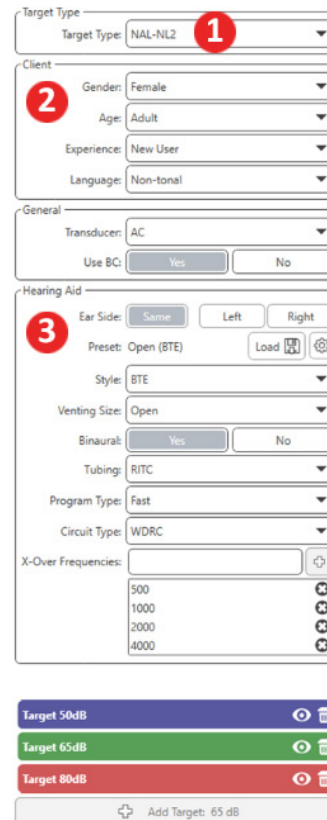 Target Type
Target Type: NAL-NL2 1
Client
2
Gender: Female
Age: Adult
Experience: New User
Language: Non-tonal
General
Transducer: AC
Use BC: Yes No
Hearing Aid
3
Ear Side: Same Left Right
Preset: Open (BTE) Load
Style: BTE
Venting Size: Open
Binaural: Yes No
Tubing: RITC
Program Type: Fast
Circuit Type: WDRC
X-Over Frequencies:
500
1000
2000
4000
Target 50dB
Target 65dB
Target 80dB
Add Target: 65 dB